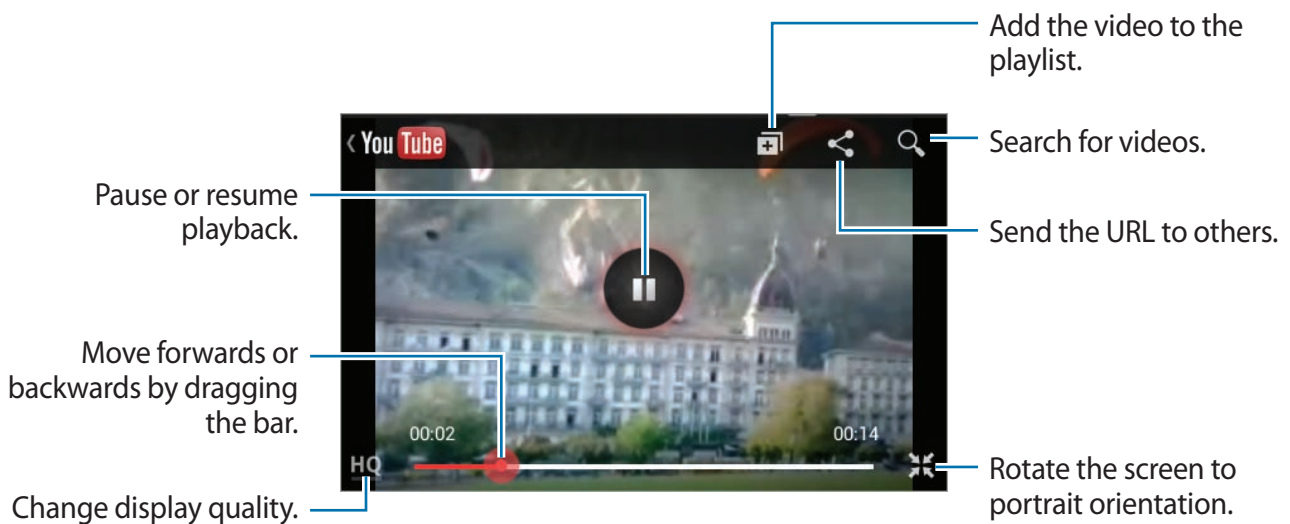 Add the video to the
playlist.
You Tube
Search for videos.
Pause or resume
playback.
Send the URL to others.
Move forwards or
backwards by dragging
the bar.
00:02
00:14
HQ
Rotate the screen to
portrait orientation.
Change display quality.